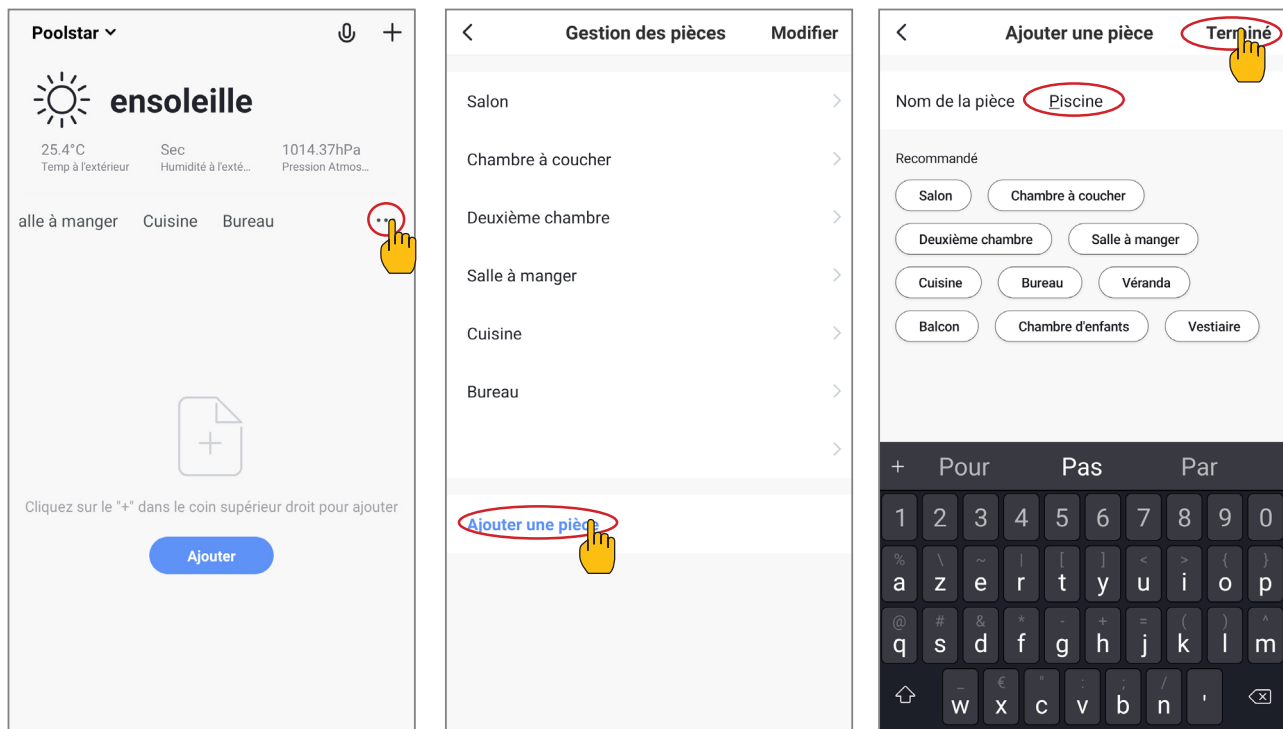 Poolstar
+
ensoleille
25.4°C Sec 1014.37hPa
Temp à l'extérieur Humidité à l'exté... Pression Atmos...
alle à manger Cuisine Bureau ...
Cliquez sur le "+" dans le coin supérieur droit pour ajouter
Ajouter
Gestion des pièces Modifier
Salon
Chambre à coucher
Deuxième chambre
Salle à manger
Cuisine
Bureau
Ajouter une pièce
Ajouter une pièce Terminé
Nom de la pièce Piscine
Recommandé
Salon Chambre à coucher
Deuxième chambre Salle à manger
Cuisine Bureau Véranda
Balcon Chambre d'enfants Vestiaire
+ Pour Pas Par
1 2 3 4 5 6 7 8 9 0
% \ ~ | [ ] < > { }
a z e r t y u i o p
@ # & * - + = ( ) ^
q s d f g h j k l m
_ € " : ; /
w x c v b n '